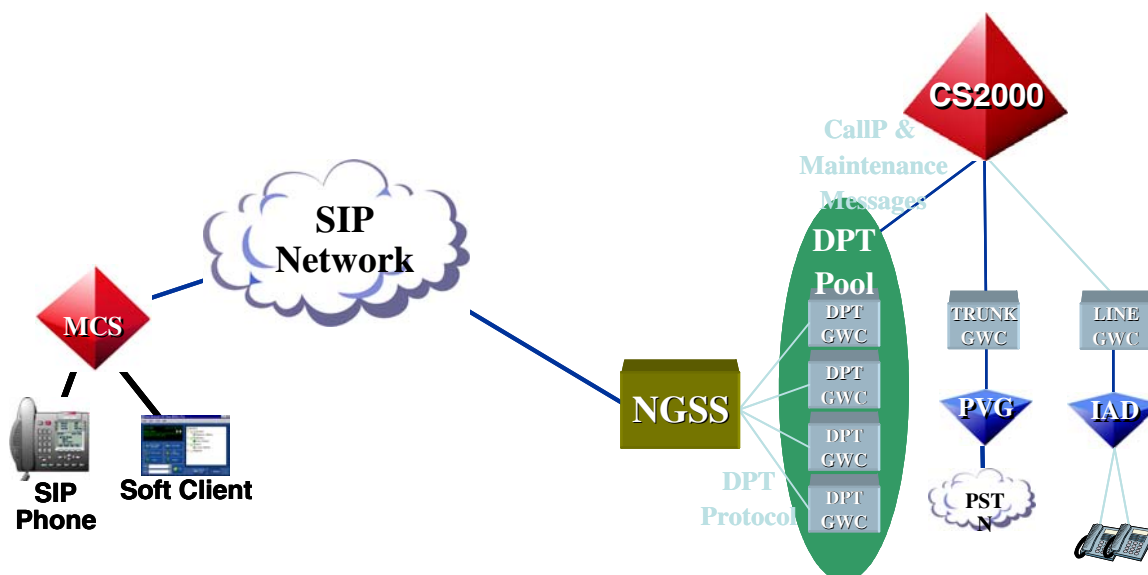 CS2000
CallP &
Maintenance
Messages
SIP
Network
DPT
Pool
MCS
DPT
GWC
DPT
GWC
DPT
GWC
DPT
GWC
TRUNK
GWC
LINE
GWC
NGSS
PVG
IAD
SIP
Phone
Soft Client
DPT
Protocol
PST
N